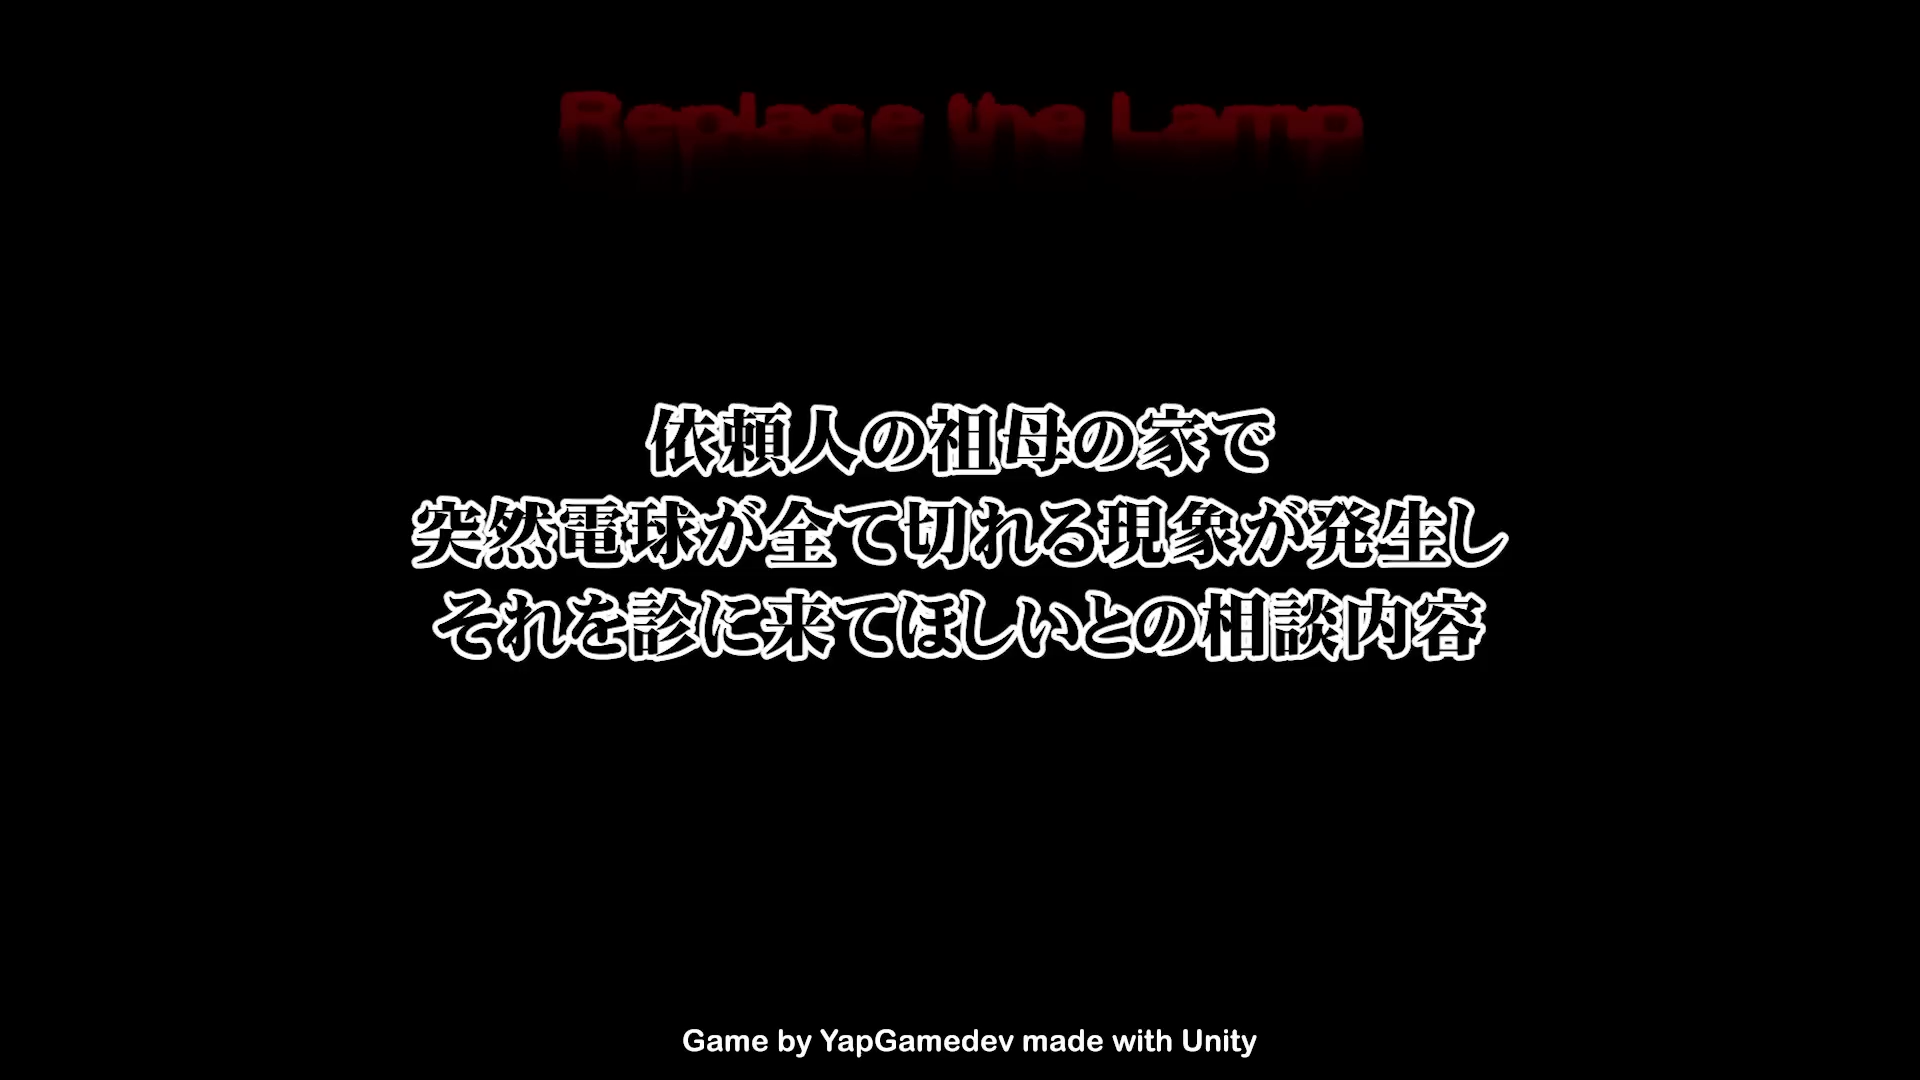 Replace the Lamp
依頼人の祖母の家で
突然電球が全て切れる現象が発生し
それを診に来てほしいとの相談内容
Game by YapGamedev made with Unity